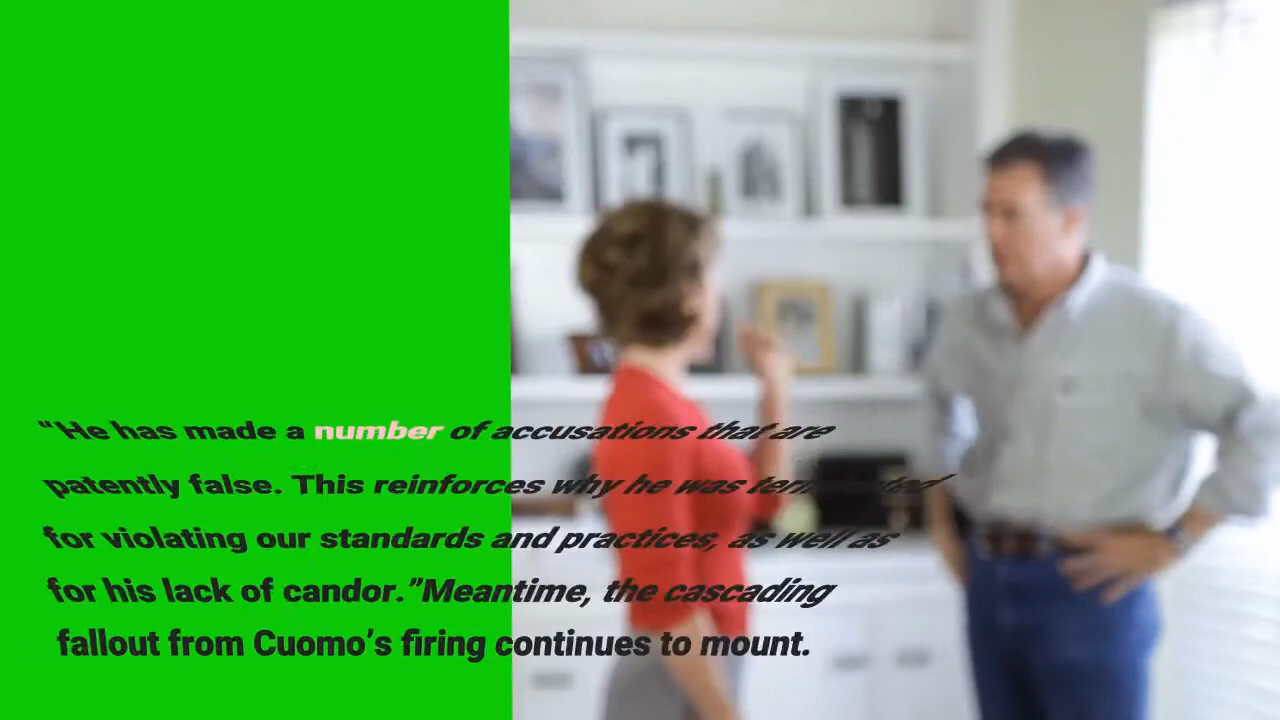 “He has made a number of accusations that are
patently false. This reinforces why he was terminated
for violating our standards and practices, as well as
for his lack of candor.”Meantime, the cascading
fallout from Cuomo’s firing continues to mount.